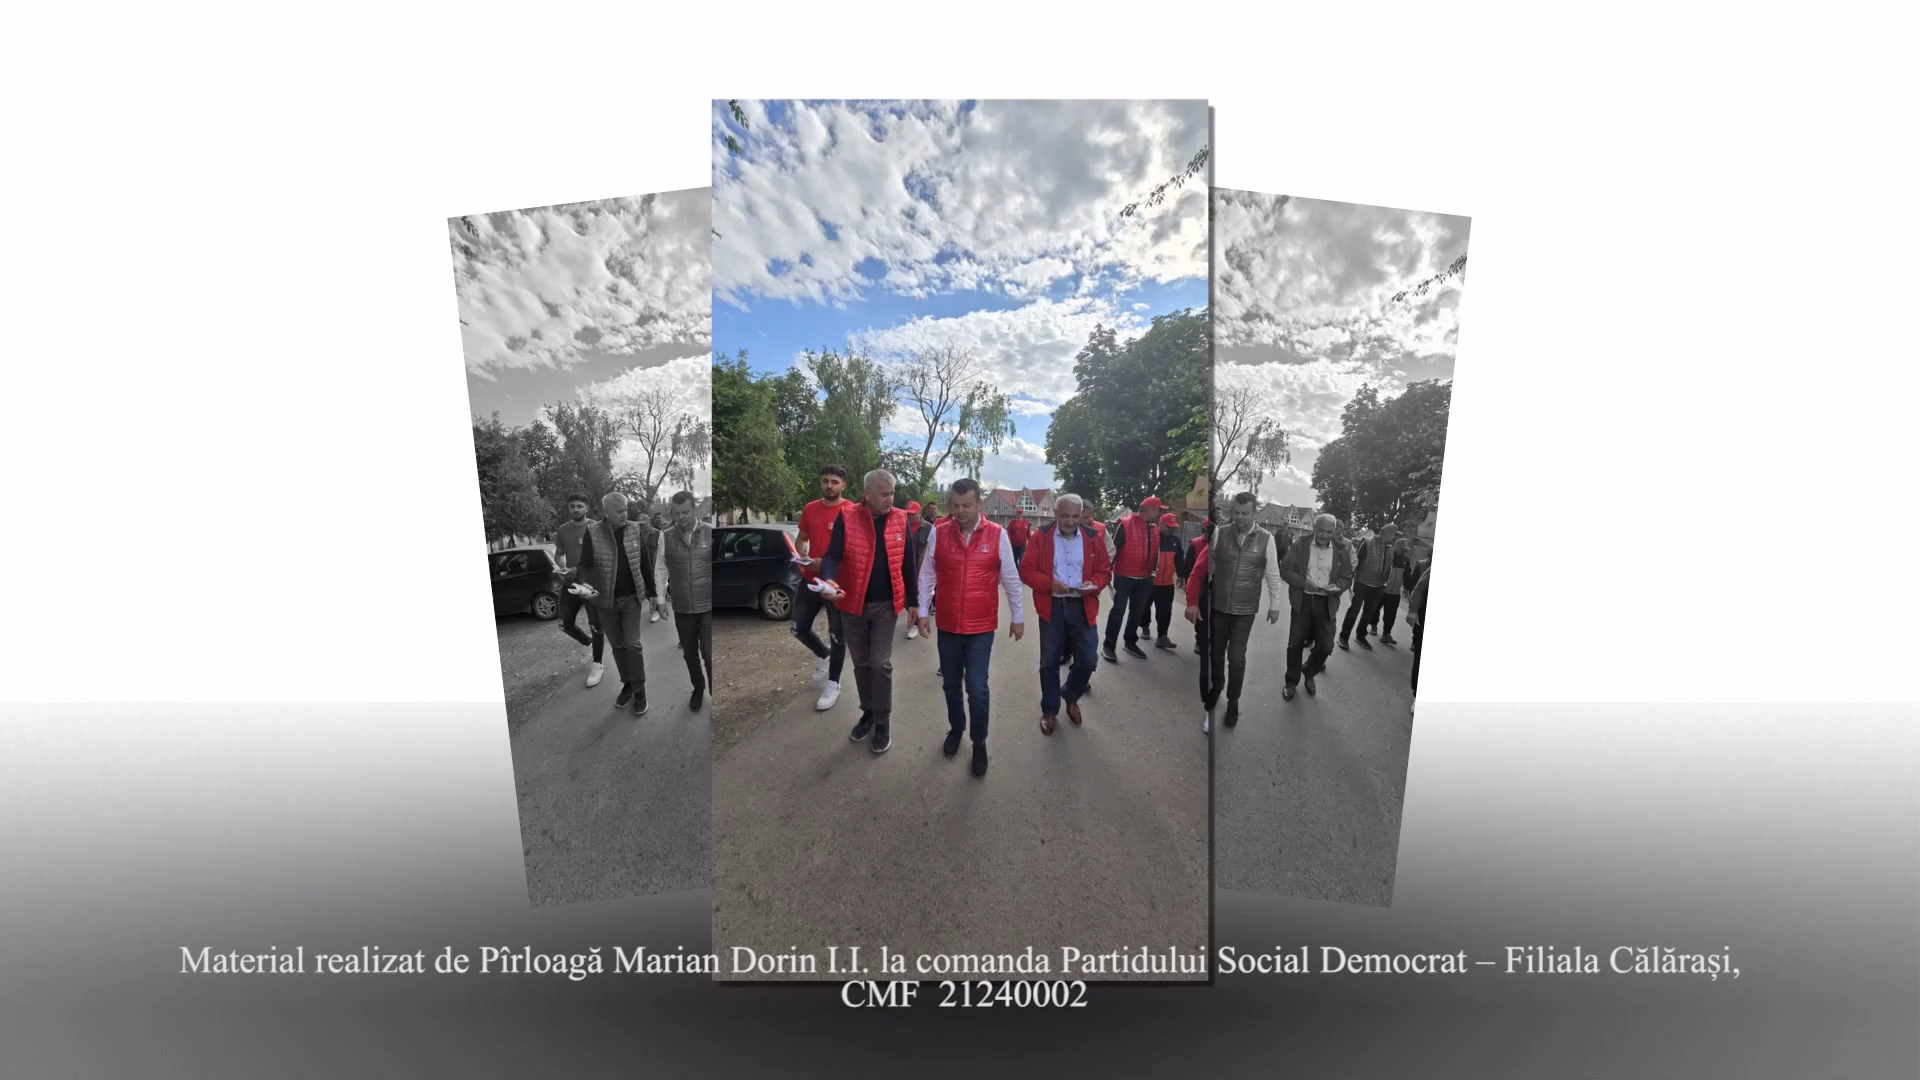 Material realizat de Pîrloagă Marian Dorin I.I. la comanda Partidului Social Democrat – Filiala Călărași,
CMF 21240002